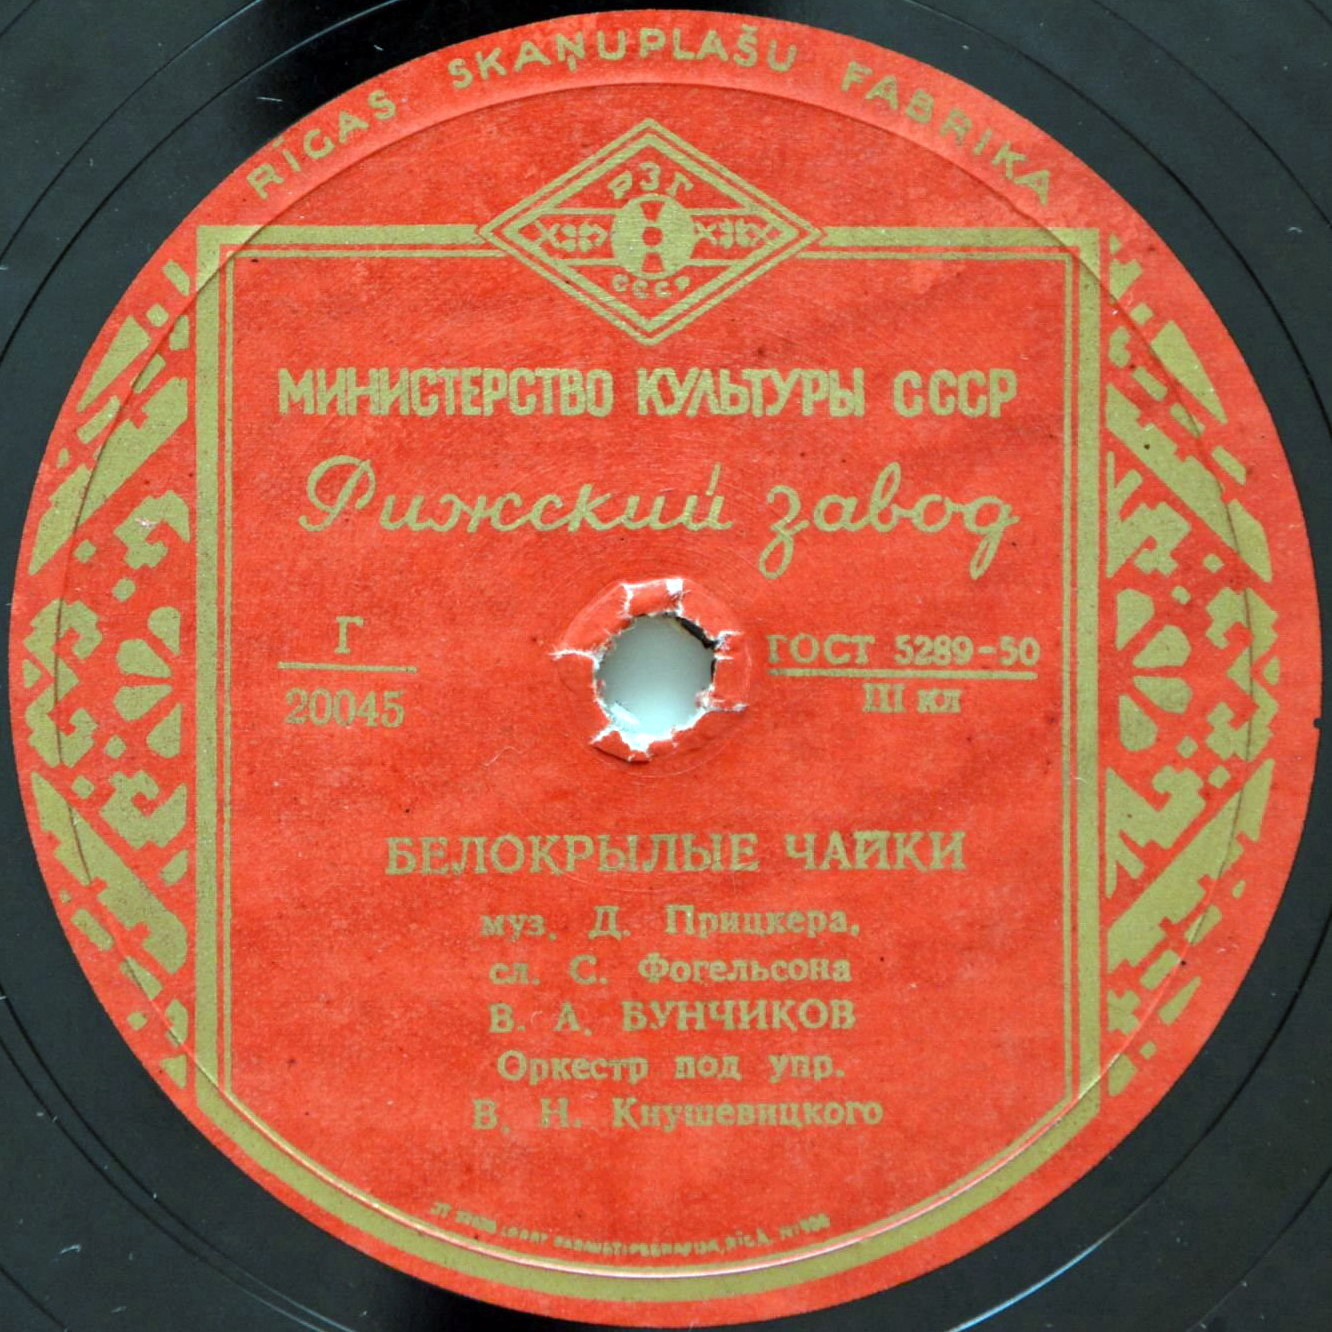 RĪGAS SKAŅUPLAŠU FABRIKA
РЗГ
СССР
МИНИСТЕРСТВО КУЛЬТУРЫ СССР
Рижский завод
Г
20045
ГОСТ 5289-50
III кл
БЕЛОКРЫЛЫЕ ЧАЙКИ
муз. Д. Прицкера,
сл. С. Фогельсона
В. А. БУНЧИКОВ
Оркестр под упр.
В. Н. Кнушевицкого
RĪGĀ,